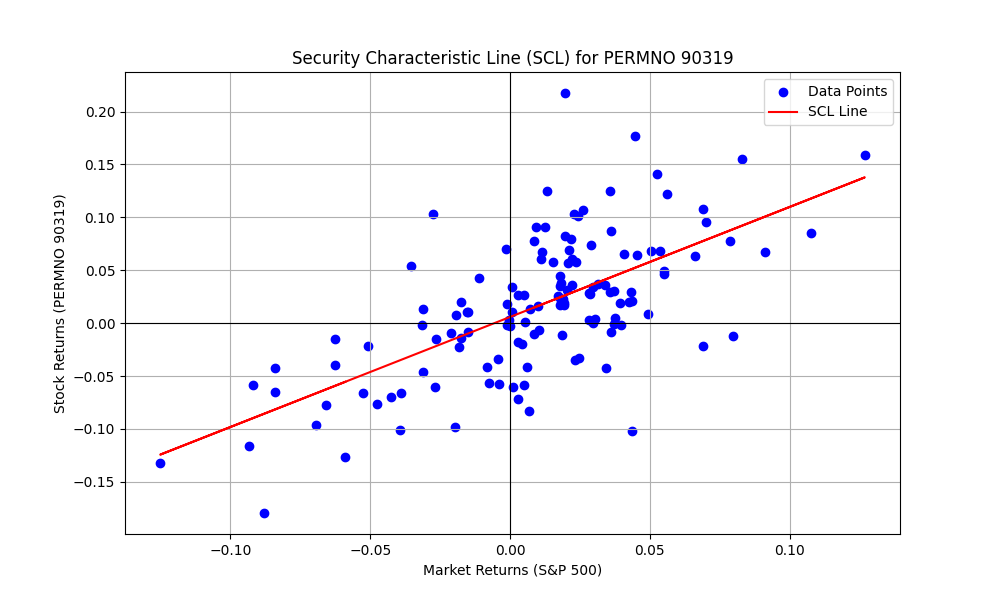 Security Characteristic Line (SCL) for PERMNO 90319
Data Points
SCL Line
Stock Returns (PERMNO 90319)
0.20
0.15
0.10
0.05
0.00
−0.05
−0.10
−0.15
−0.10
−0.05
0.00
0.05
0.10
Market Returns (S&P 500)